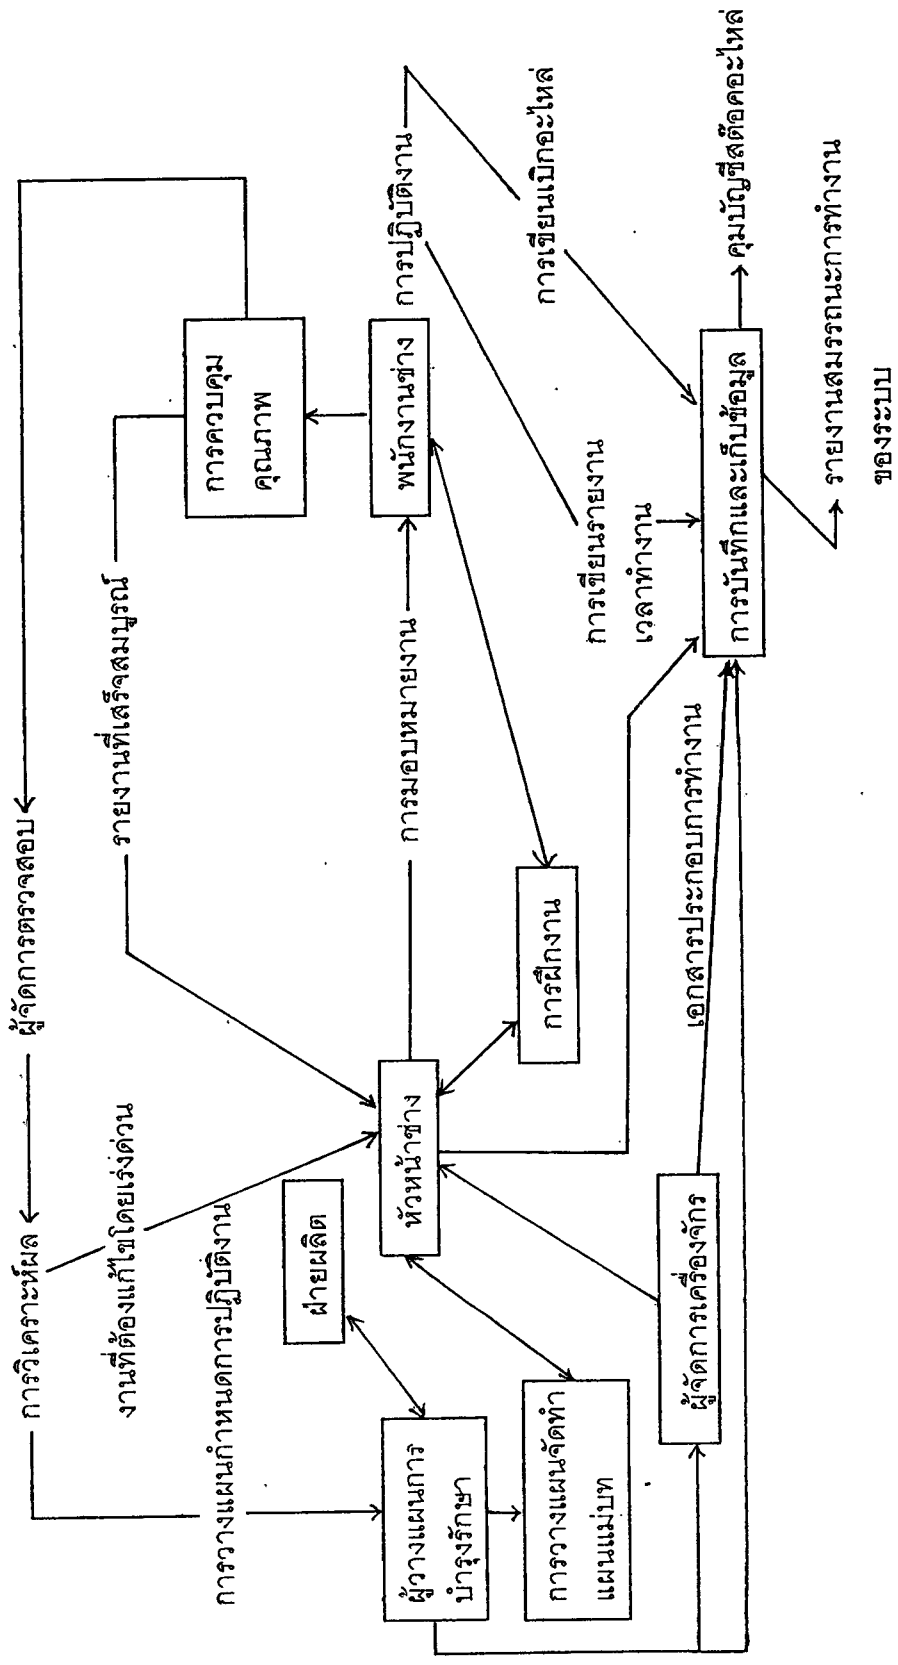 การวิเคราะห์ผล
ผู้จัดการตรวจสอบ
งานที่ต้องแก้ไขโดยเร่งด่วน
รายงานที่เสร็จสมบูรณ์
การวางแผนกำหนดการปฏิบัติงาน
การควบคุม
คุณภาพ
ฝ่ายผลิต
ผู้วางแผนการ
บำรุงรักษา
หัวหน้าช่าง
การมอบหมายงาน
พนักงานช่าง
การปฏิบัติงาน
การวางแผนจัดทำ
แผนแม่บท
การฝึกงาน
การเขียนรายงาน
เวลาทำงาน
การเขียนเบิกอะไหล่
ผู้จัดการเครื่องจักร
เอกสารประกอบการทำงาน
การบันทึกและเก็บข้อมูล
คุมบัญชีสต๊อคอะไหล่
รายงานสมรรถนะการทำงาน
ของระบบ